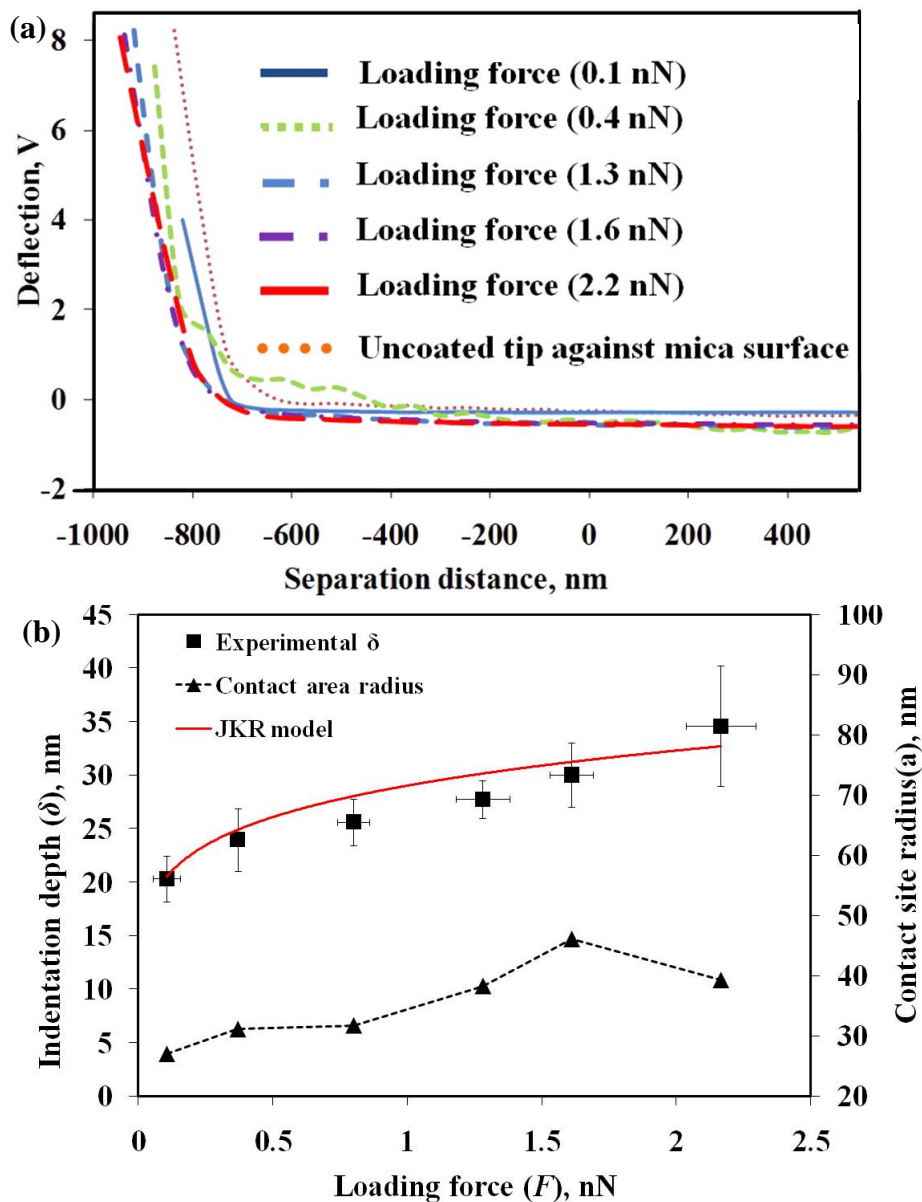 (a)
8
6
4
2
0
-2
Deflection, V
Loading force (0.1 nN)
Loading force (0.4 nN)
Loading force (1.3 nN)
Loading force (1.6 nN)
Loading force (2.2 nN)
Uncoated tip against mica surface
-1000 -800 -600 -400 -200 0 200 400
Separation distance, nm
(b)
45
40
35
30
25
20
15
10
5
0
Indentation depth (δ), nm
Experimental δ
Contact area radius
JKR model
100
90
80
70
60
50
40
30
20
Contact site radius(a), nm
0 0.5 1 1.5 2 2.5
Loading force (F), nN